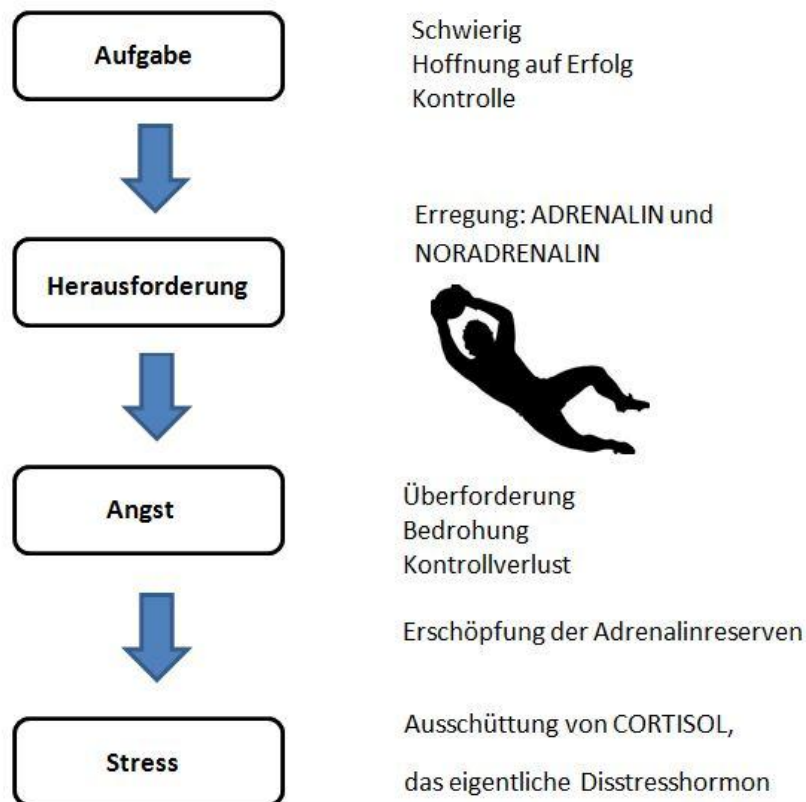 Aufgabe
Schwierig
Hoffnung auf Erfolg
Kontrolle
Herausforderung
Erregung: ADRENALIN und
NORADRENALIN
Angst
Überforderung
Bedrohung
Kontrollverlust
Erschöpfung der Adrenalinreserven
Stress
Ausschüttung von CORTISOL,
das eigentliche Disstresshormon